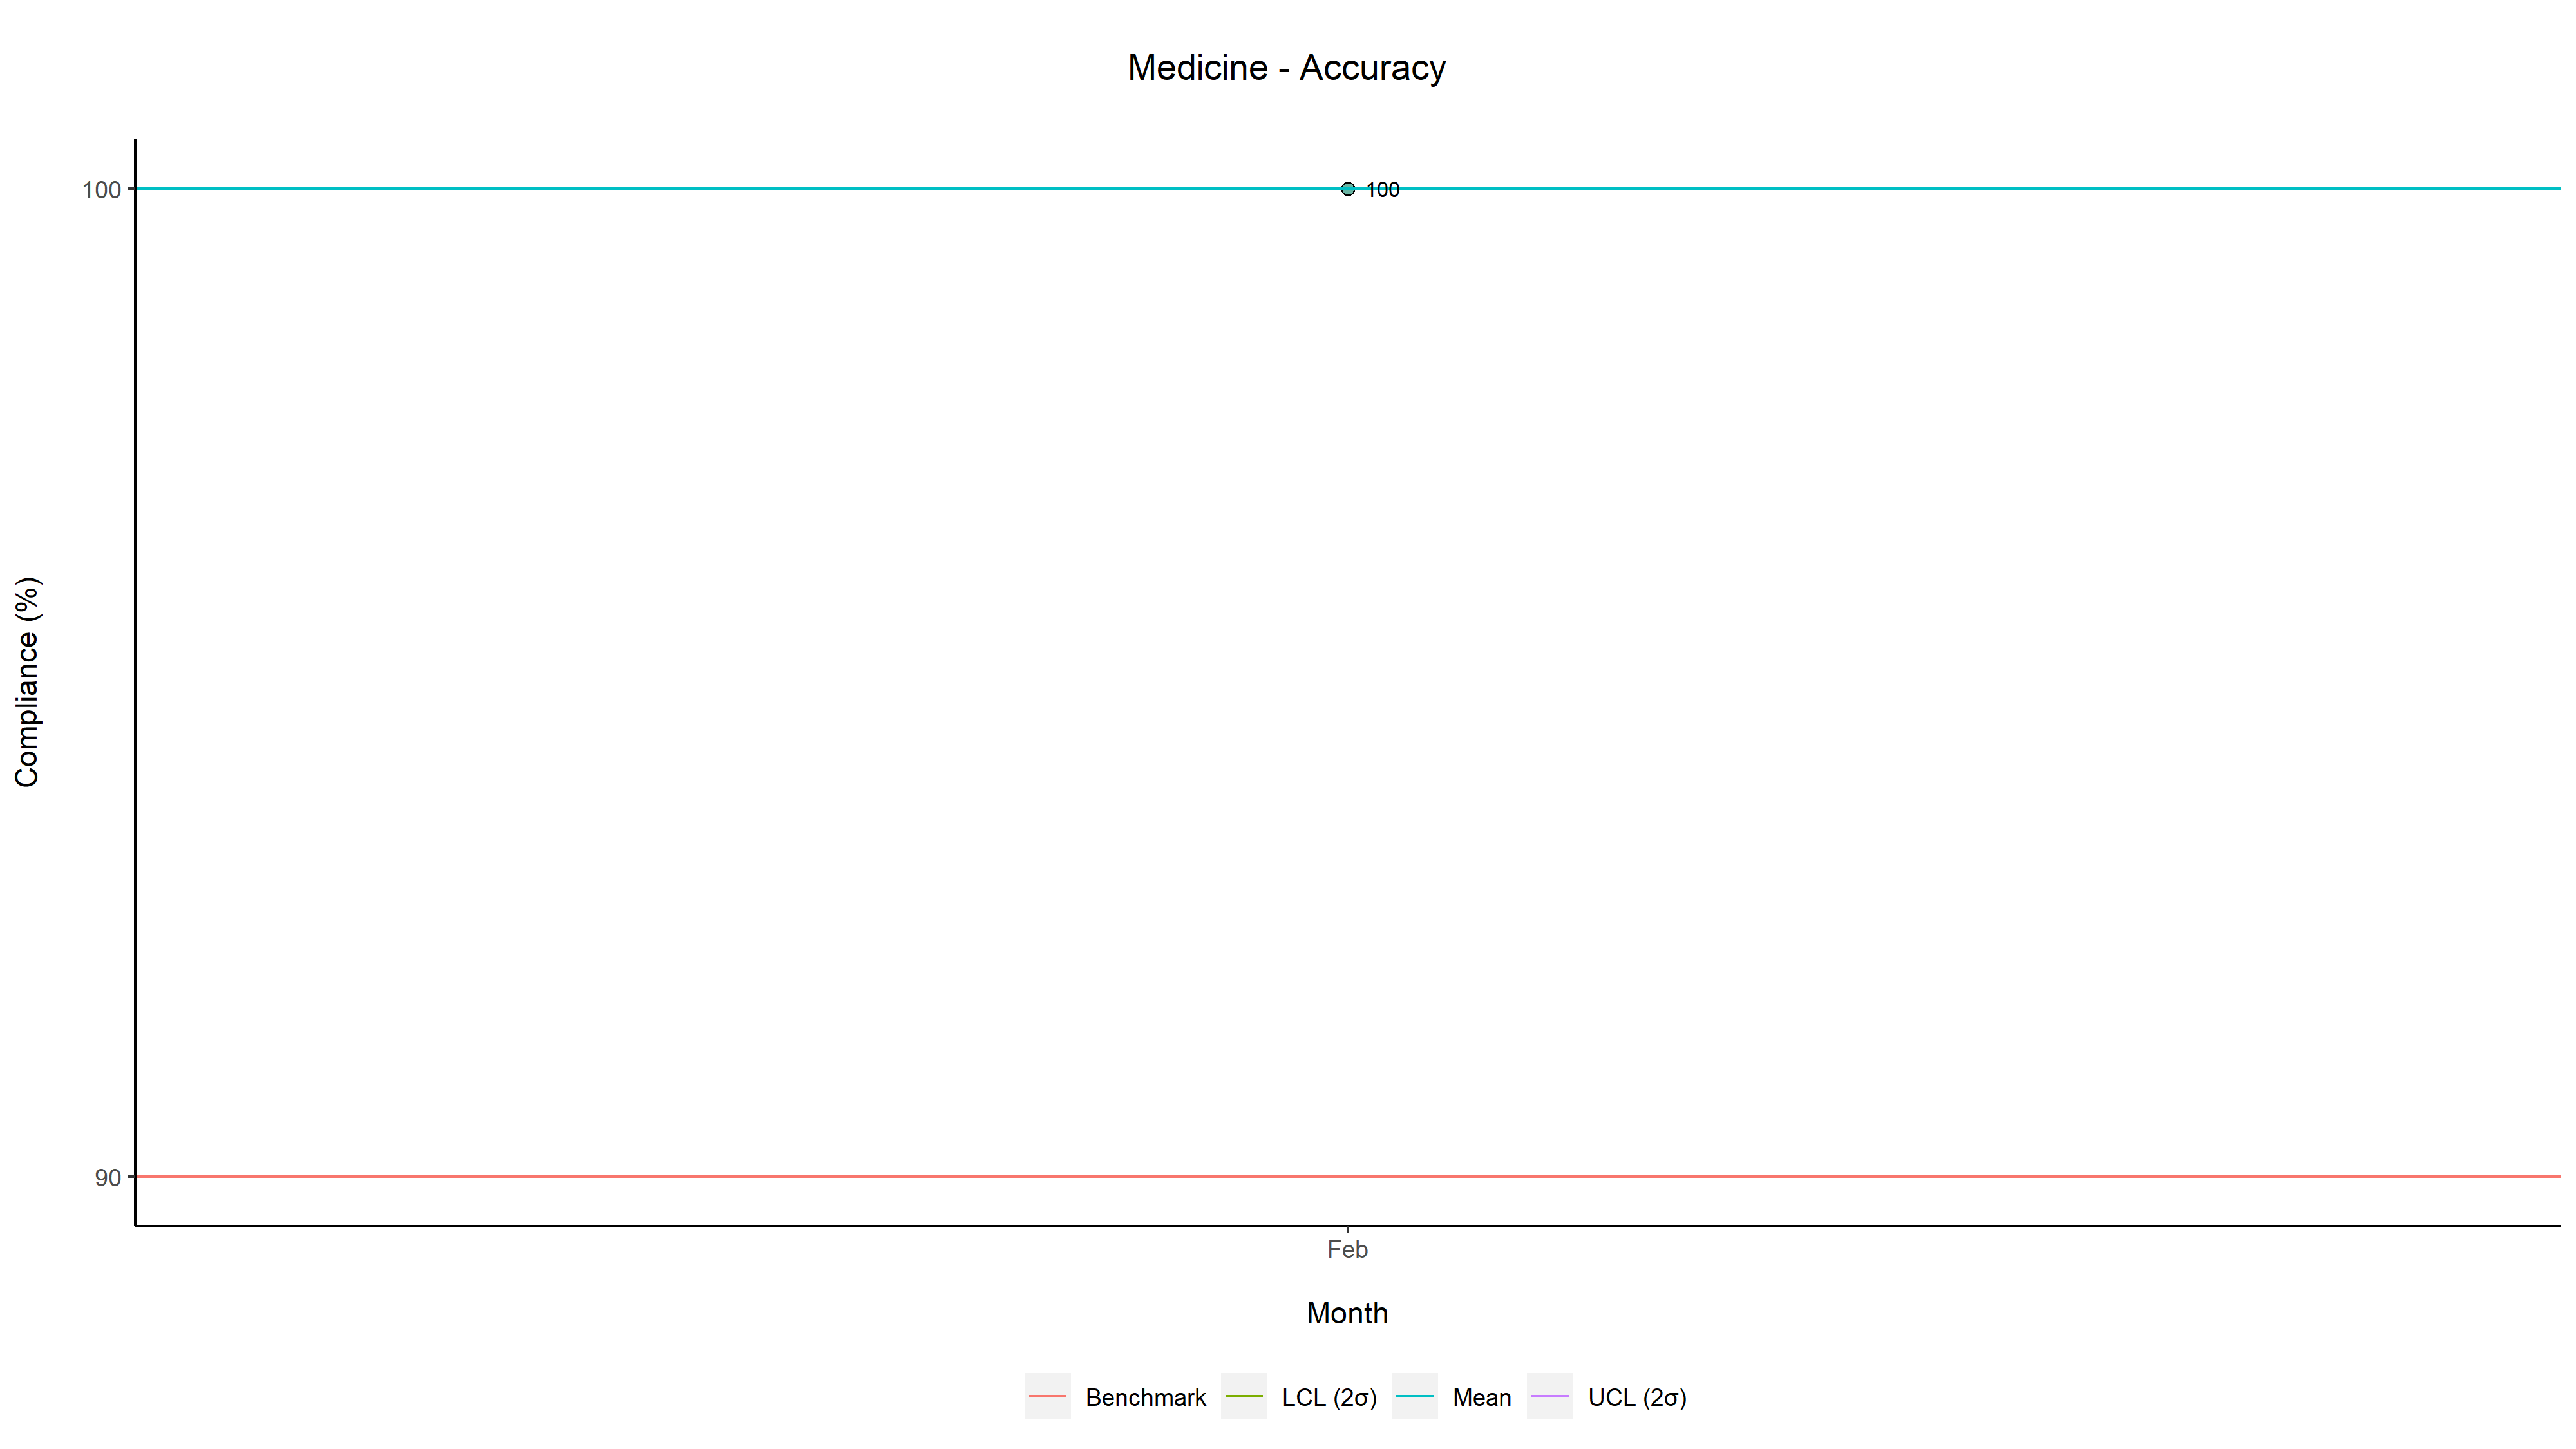 Medicine - Accuracy
Compliance (%)
100
100
90
Feb
Month
Benchmark LCL (2σ) Mean UCL (2σ)